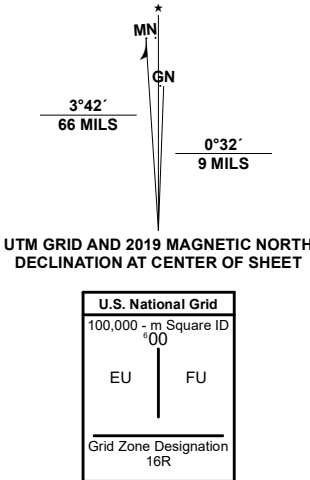 MN
GN
3°42´
66 MILS
0°32´
9 MILS
UTM GRID AND 2019 MAGNETIC NORTH
DECLINATION AT CENTER OF SHEET
U.S. National Grid
100,000 - m Square ID
⁶00
EU FU
Grid Zone Designation
16R